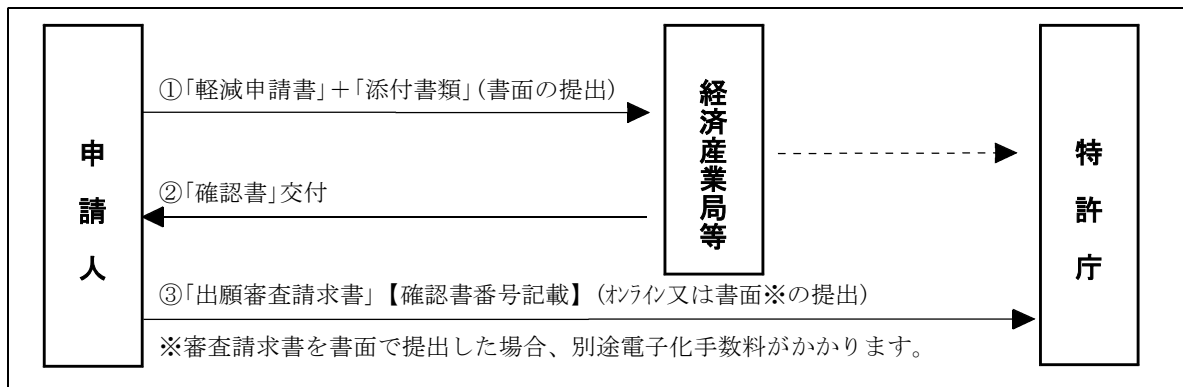 申請人
①「軽減申請書」＋「添付書類」(書面の提出)
経済産業局等
特許庁
②「確認書」交付
③「出願審査請求書」【確認書番号記載】(ｵﾝﾗｲﾝ又は書面※の提出)
※審査請求書を書面で提出した場合、別途電子化手数料がかかります。